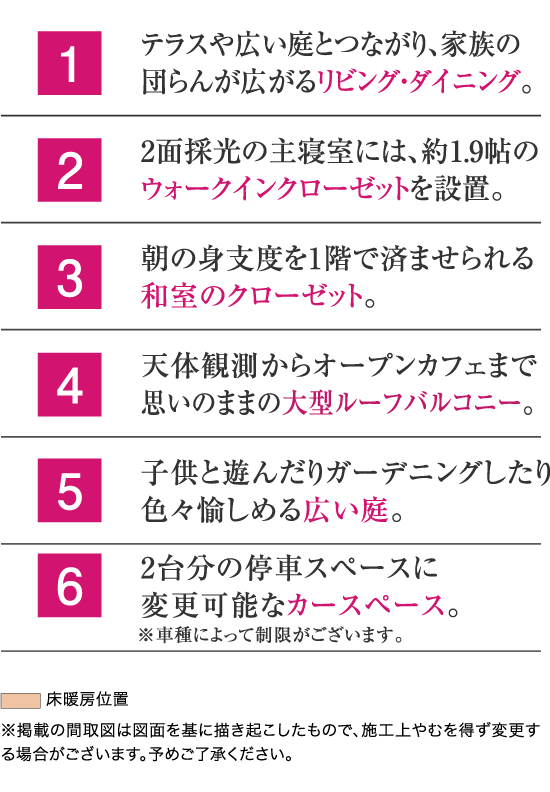 1
テラスや広い庭とつながり、家族の
団らんが広がるリビング・ダイニング。
2
2面採光の主寝室には、約1.9帖の
ウォークインクローゼットを設置。
3
朝の身支度を1階で済ませられる
和室のクローゼット。
4
天体観測からオープンカフェまで
思いのままの大型ルーフバルコニー。
5
子供と遊んだりガーデニングしたり
色々愉しめる広い庭。
6
2台分の停車スペースに
変更可能なカースペース。
※車種によって制限がございます。
床暖房位置
※掲載の間取図は図面を基に描き起こしたもので、施工上やむを得ず変更す
る場合がございます。予めご了承ください。